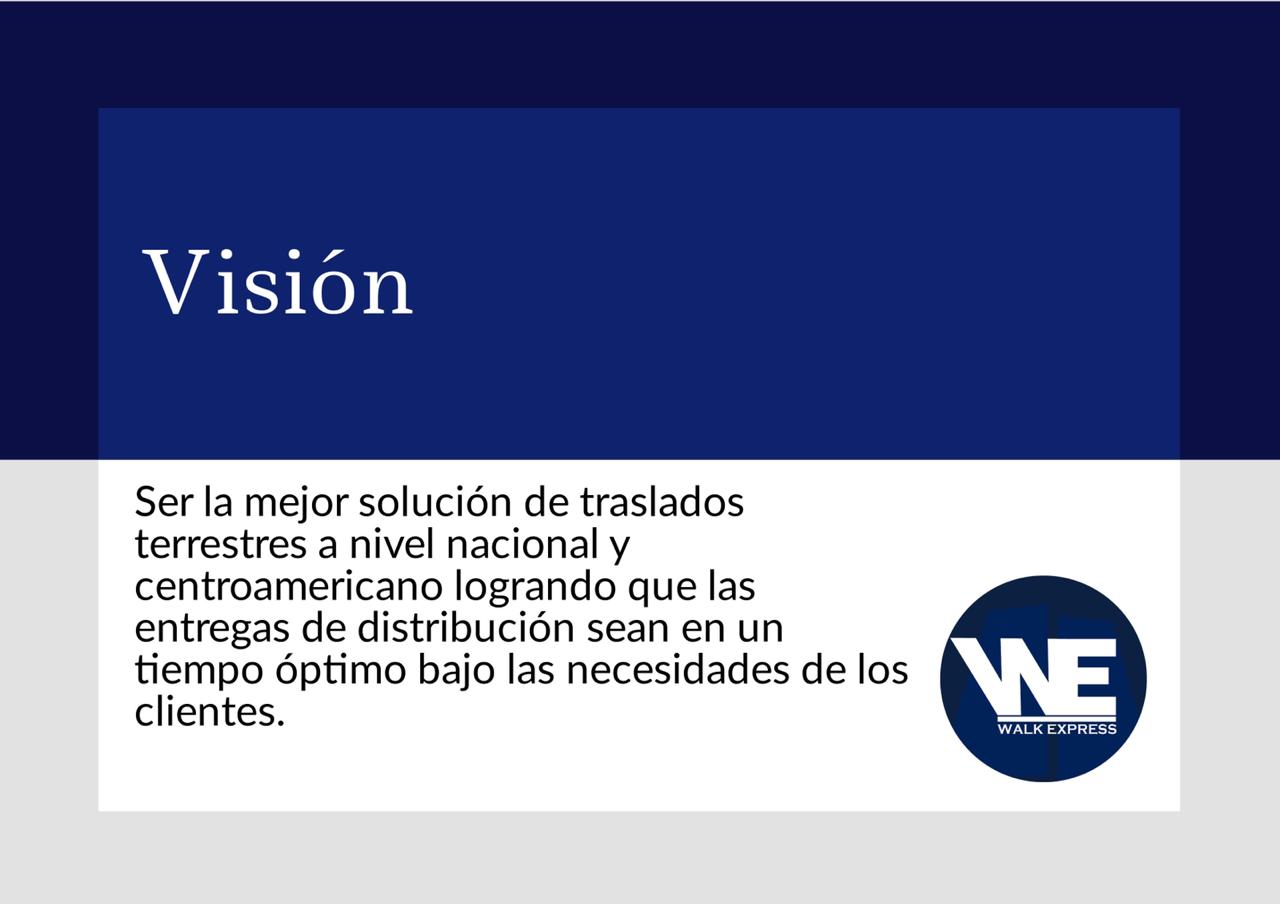 Visión
Ser la mejor solución de traslados
terrestres a nivel nacional y
centroamericano logrando que las
entregas de distribución sean en un
tiempo óptimo bajo las necesidades de los
clientes.
WE
WALK EXPRESS